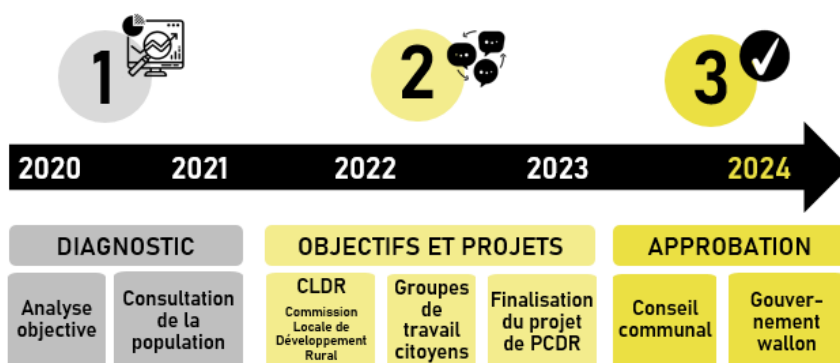 1
2
3
2020 2021 2022 2023 2024
DIAGNOSTIC
OBJECTIFS ET PROJETS
APPROBATION
Analyse
objective
Consultation
de la
population
CLDR
Commission
Locale de
Développement
Rural
Groupes
de
travail
citoyens
Finalisation
du projet
de PCDR
Conseil
communal
Gouver-
nement
wallon